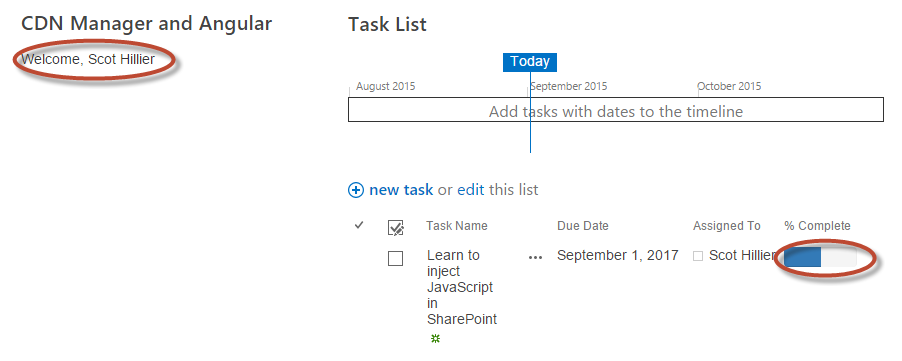 CDN Manager and Angular
Welcome, Scot Hillier
Task List
Today
August 2015
September 2015
October 2015
Add tasks with dates to the timeline
new task or edit this list
Task Name
Due Date
Assigned To
% Complete
Learn to
inject
JavaScript
in
SharePoint
...
September 1, 2017
Scot Hillier